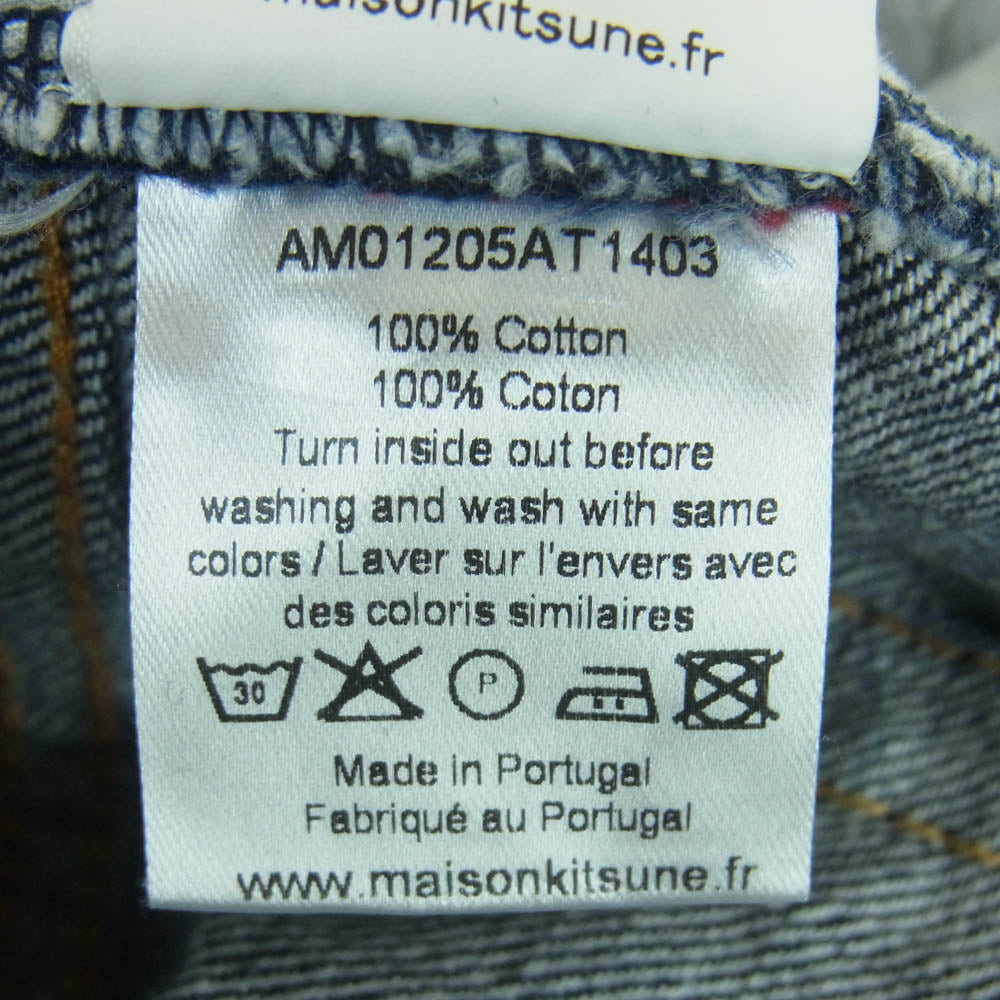 maisonkitsune.fr
AM01205AT1403
100% Cotton
100% Coton
Turn inside out before
washing and wash with same
colors / Laver sur l'envers avec
des coloris similaires
30 P
Made in Portugal
Fabriqué au Portugal
www.maisonkitsune.fr